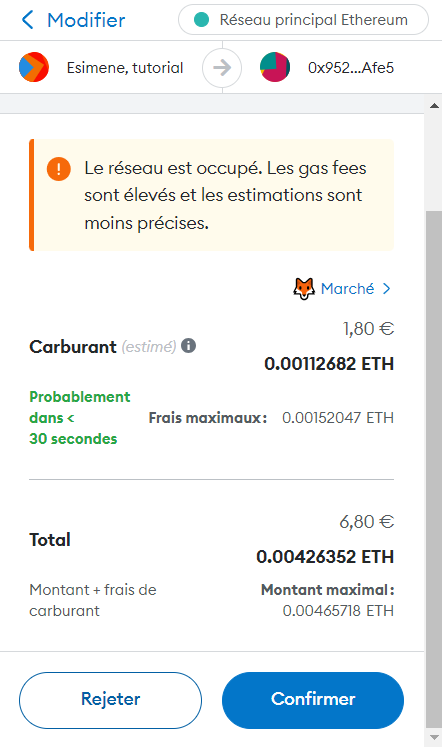 Modifier
Réseau principal Ethereum
Esimene, tutorial
0x952...Afe5
Le réseau est occupé. Les gas fees
sont élevés et les estimations sont
moins précises.
Marché
1,80 €
Carburant (estimé)
0.00112682 ETH
Probablement
dans <
30 secondes
Frais maximaux: 0.00152047 ETH
6,80 €
Total
0.00426352 ETH
Montant + frais de
carburant
Montant maximal:
0.00465718 ETH
Rejeter
Confirmer